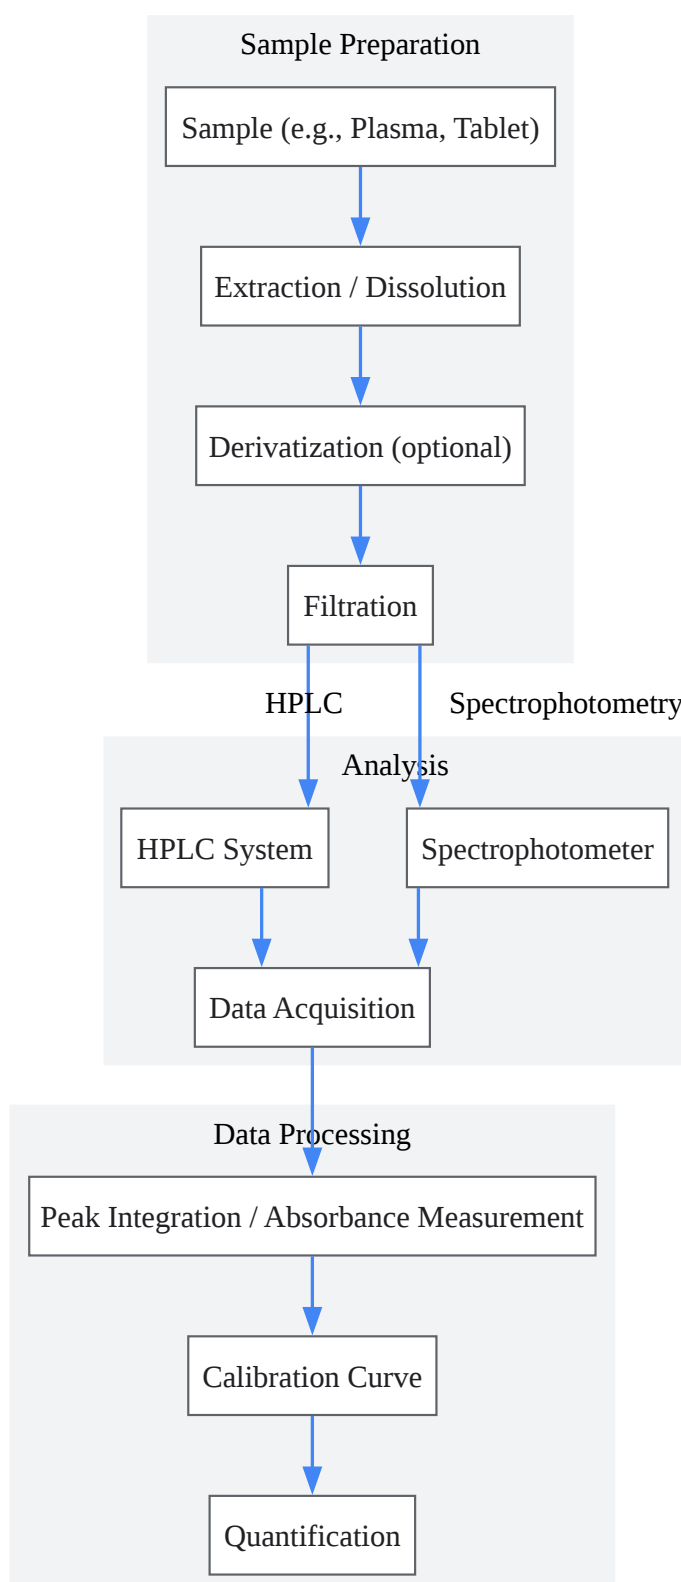 Sample Preparation
Sample (e.g., Plasma, Tablet)
Extraction / Dissolution
Derivatization (optional)
Filtration
HPLC
Spectrophotometry
Analysis
HPLC System
Spectrophotometer
Data Acquisition
Data Processing
Peak Integration / Absorbance Measurement
Calibration Curve
Quantification